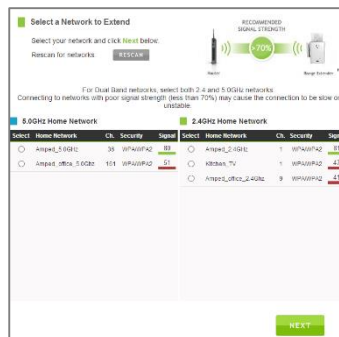 Select a Network to Extend
Select your network and click Next below.
Rescan for networks RESCAN
RECOMMENDED
SIGNAL STRENGTH
>70%
Router Range Extender
For Dual Band networks, select both 2.4 and 5.0GHz networks
Connecting to networks with poor signal strength (less than 70%) may cause the connection to be slow or
unstable.
5.0GHz Home Network
Select Home Network Ch. Security Signal
Amped_5.0GHz WPA/WPA2
Amped_office_5.0Ghz WPA/WPA2 51
2.4GHz Home Network
Select Home Network Ch. Security
Amped_2.4GHz 1 WPA/WPA2
Kitchen_TV 1 WPA/WPA2
Amped_office_2.4Ghz 9 WPA/WPA2
NEXT